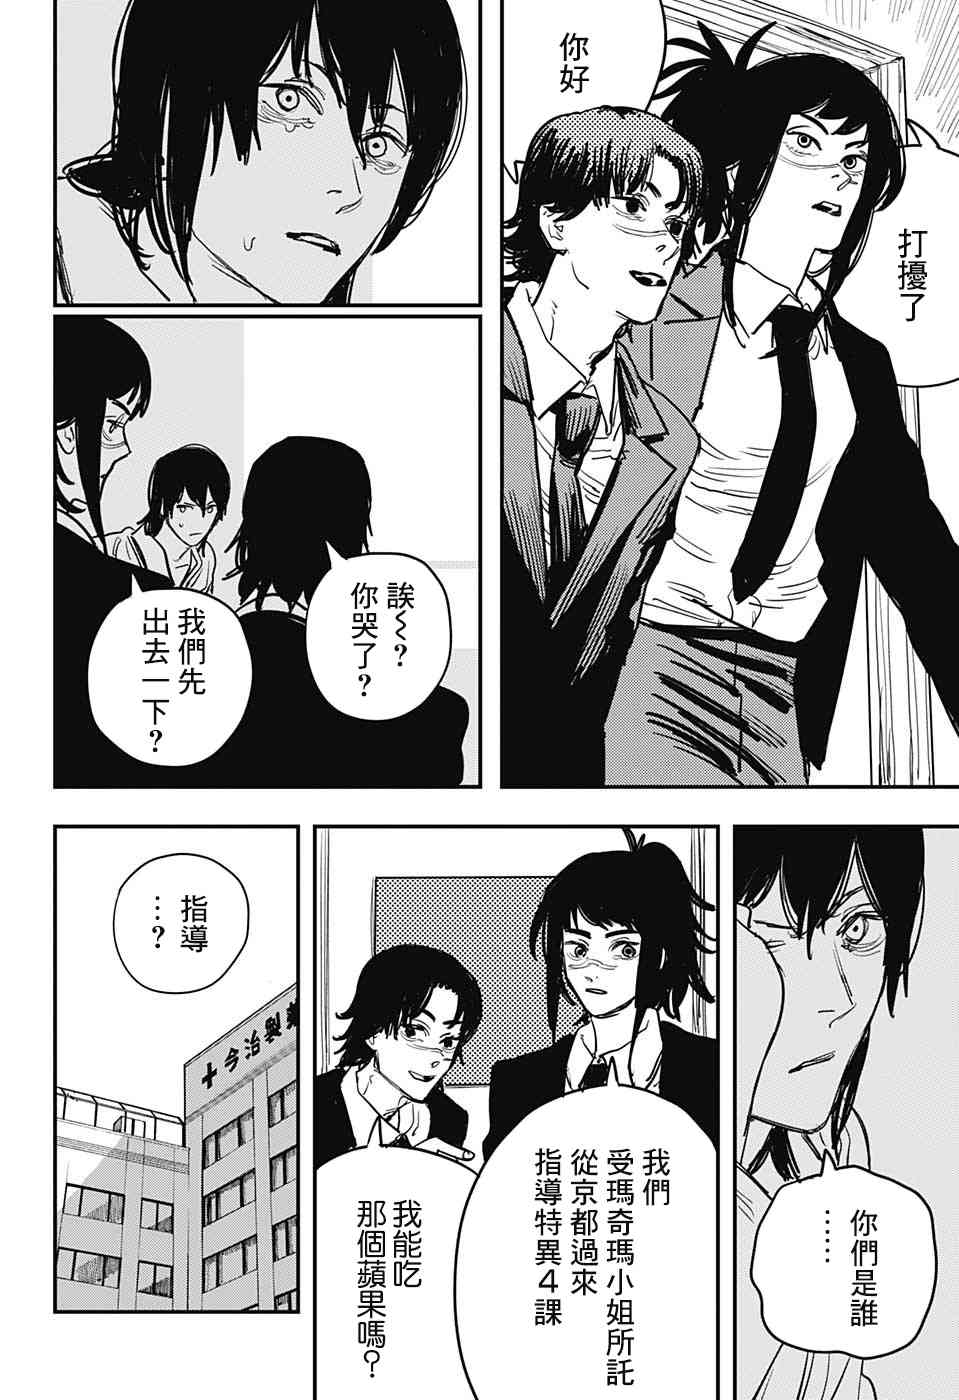 打擾了
你好
誒～?
你哭了?
我們先
出去一下?
你們是誰
……
我們
受瑪奇瑪小姐所託
從京都過來
指導特異4課
我能吃
那個蘋果嗎?
指導
…?
十今治製薬